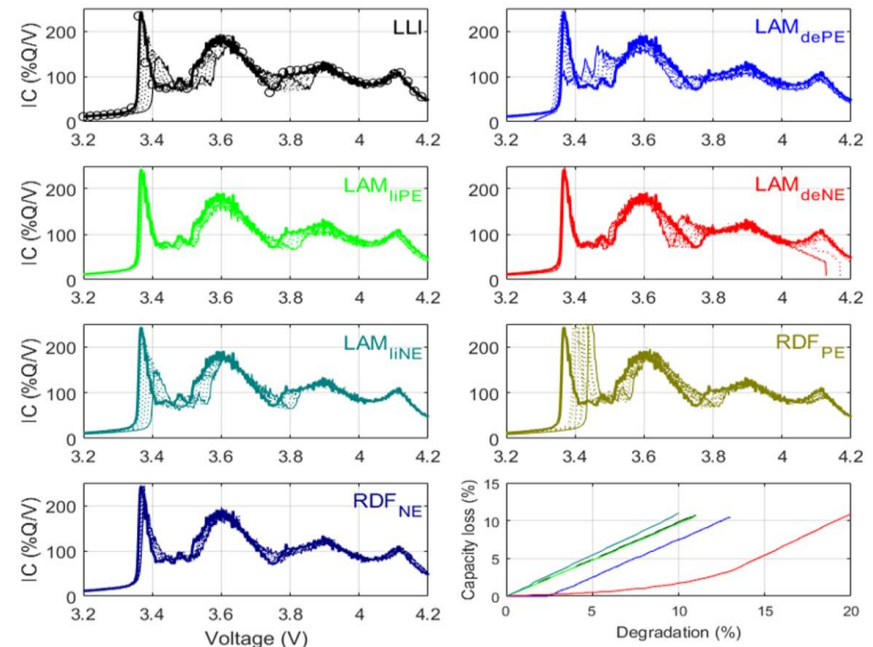 LLI
IC (%Q/V)
200
100
0
3.2 3.4 3.6 3.8 4 4.2
LAM_dePE
200
100
0
3.2 3.4 3.6 3.8 4 4.2
LAM_liPE
IC (%Q/V)
200
100
0
3.2 3.4 3.6 3.8 4 4.2
LAM_deNE
200
100
0
3.2 3.4 3.6 3.8 4 4.2
LAM_liNE
IC (%Q/V)
200
100
0
3.2 3.4 3.6 3.8 4 4.2
RDF_PE
200
100
0
3.2 3.4 3.6 3.8 4 4.2
RDF_NE
IC (%Q/V)
200
100
0
3.2 3.4 3.6 3.8 4 4.2
Voltage (V)
Capacity loss (%)
15
10
5
0
0 5 10 15 20
Degradation (%)